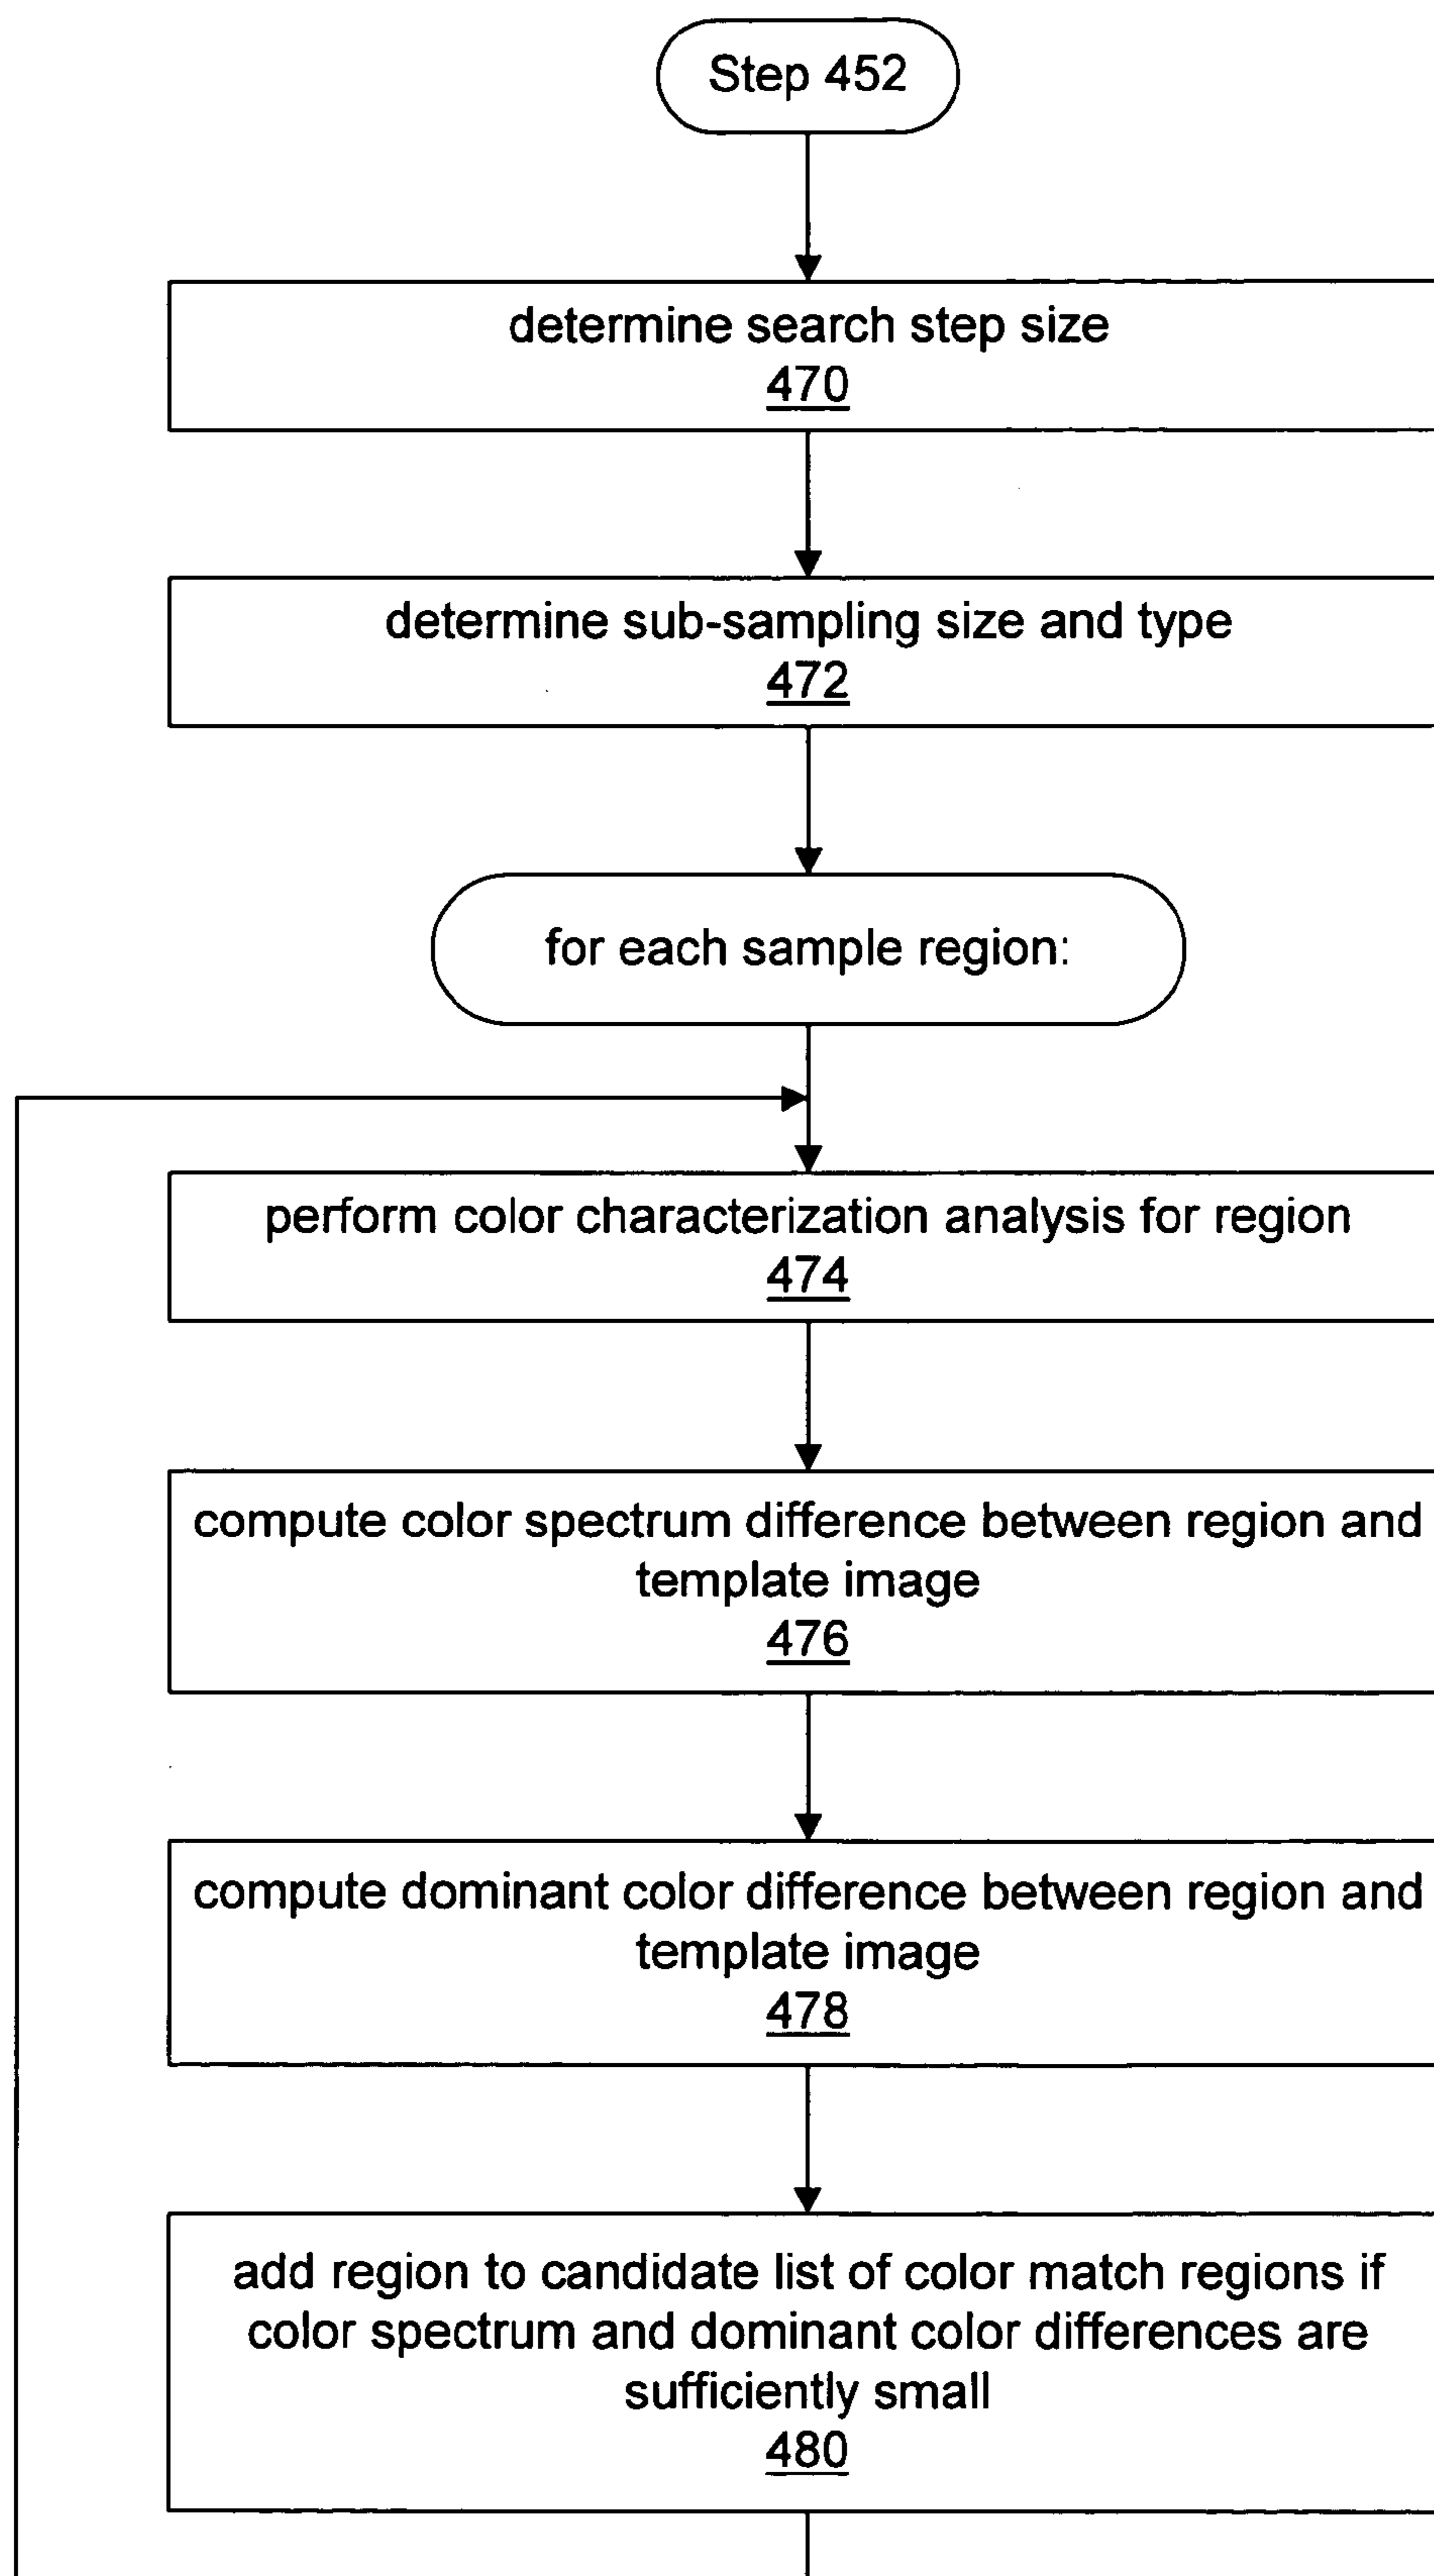 Step 452
determine search step size
470
determine sub-sampling size and type
472
for each sample region:
perform color characterization analysis for region
474
compute color spectrum difference between region and
template image
476
compute dominant color difference between region and
template image
478
add region to candidate list of color match regions if
color spectrum and dominant color differences are
sufficiently small
480